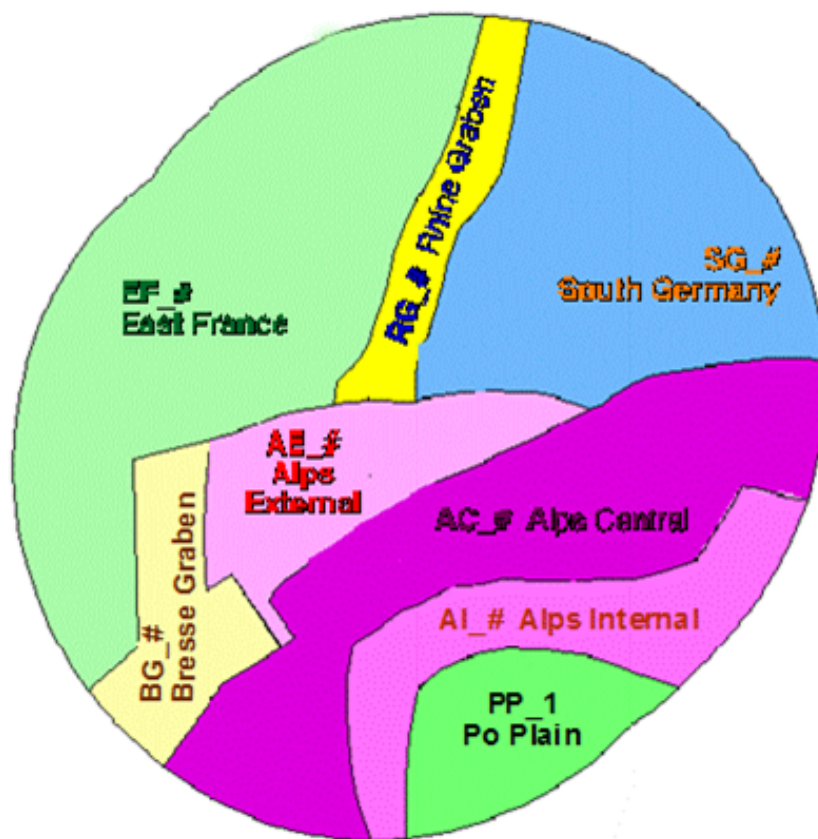 RG_# Rhine Graben
SG_#
South Germany
EF_#
East France
AE_#
Alps
External
AC_# Alps Central
BG_#
Bresse Graben
AI_# Alps Internal
PP_1
Po Plain